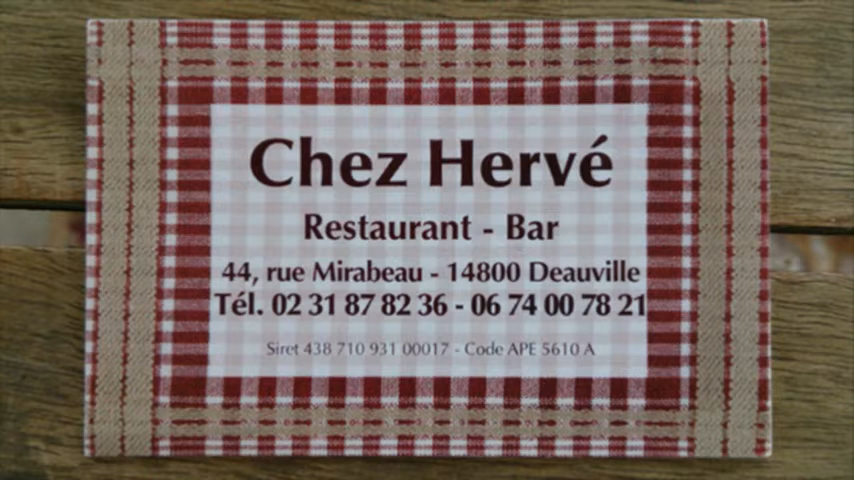 Chez Hervé
Restaurant - Bar
44, rue Mirabeau - 14800 Deauville
Tél. 02 31 87 82 36 - 06 74 00 78 21
Siret 438 710 931 00017 - Code APE 5610 A